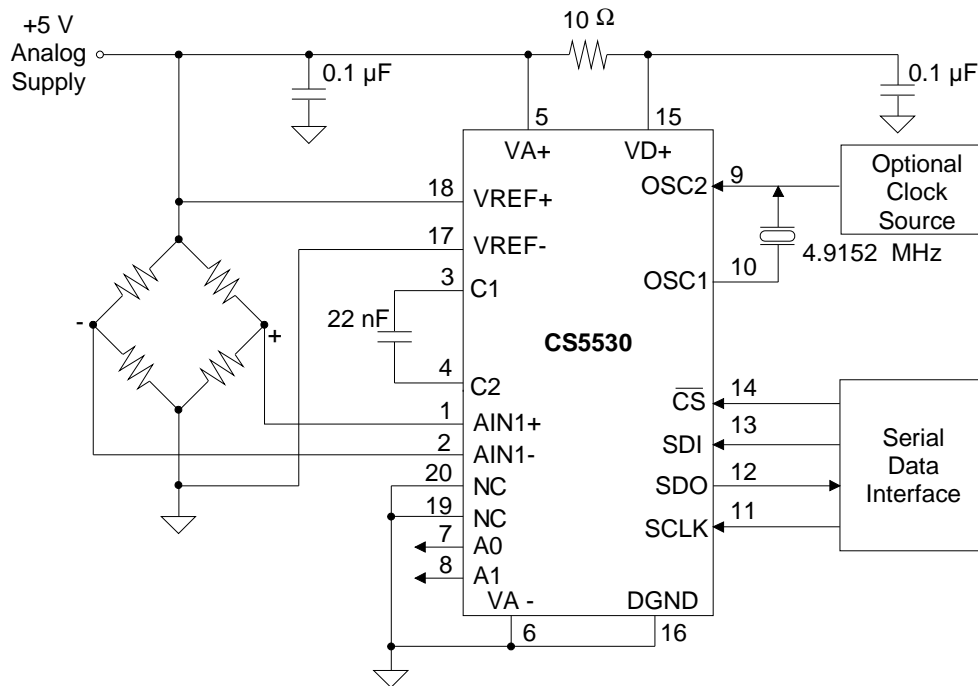 +5 V
Analog
Supply
10 Ω
0.1 µF
0.1 µF
5
15
VA+
VD+
18
VREF+
17
VREF-
3
C1
22 nF
4
C2
1
AIN1+
2
AIN1-
20
NC
19
NC
7
A0
8
A1
VA -
6
DGND
16
CS5530
OSC2
9
Optional
Clock
Source
4.9152 MHz
10
OSC1
CS
14
SDI
13
SDO
12
SCLK
11
Serial
Data
Interface
-
+